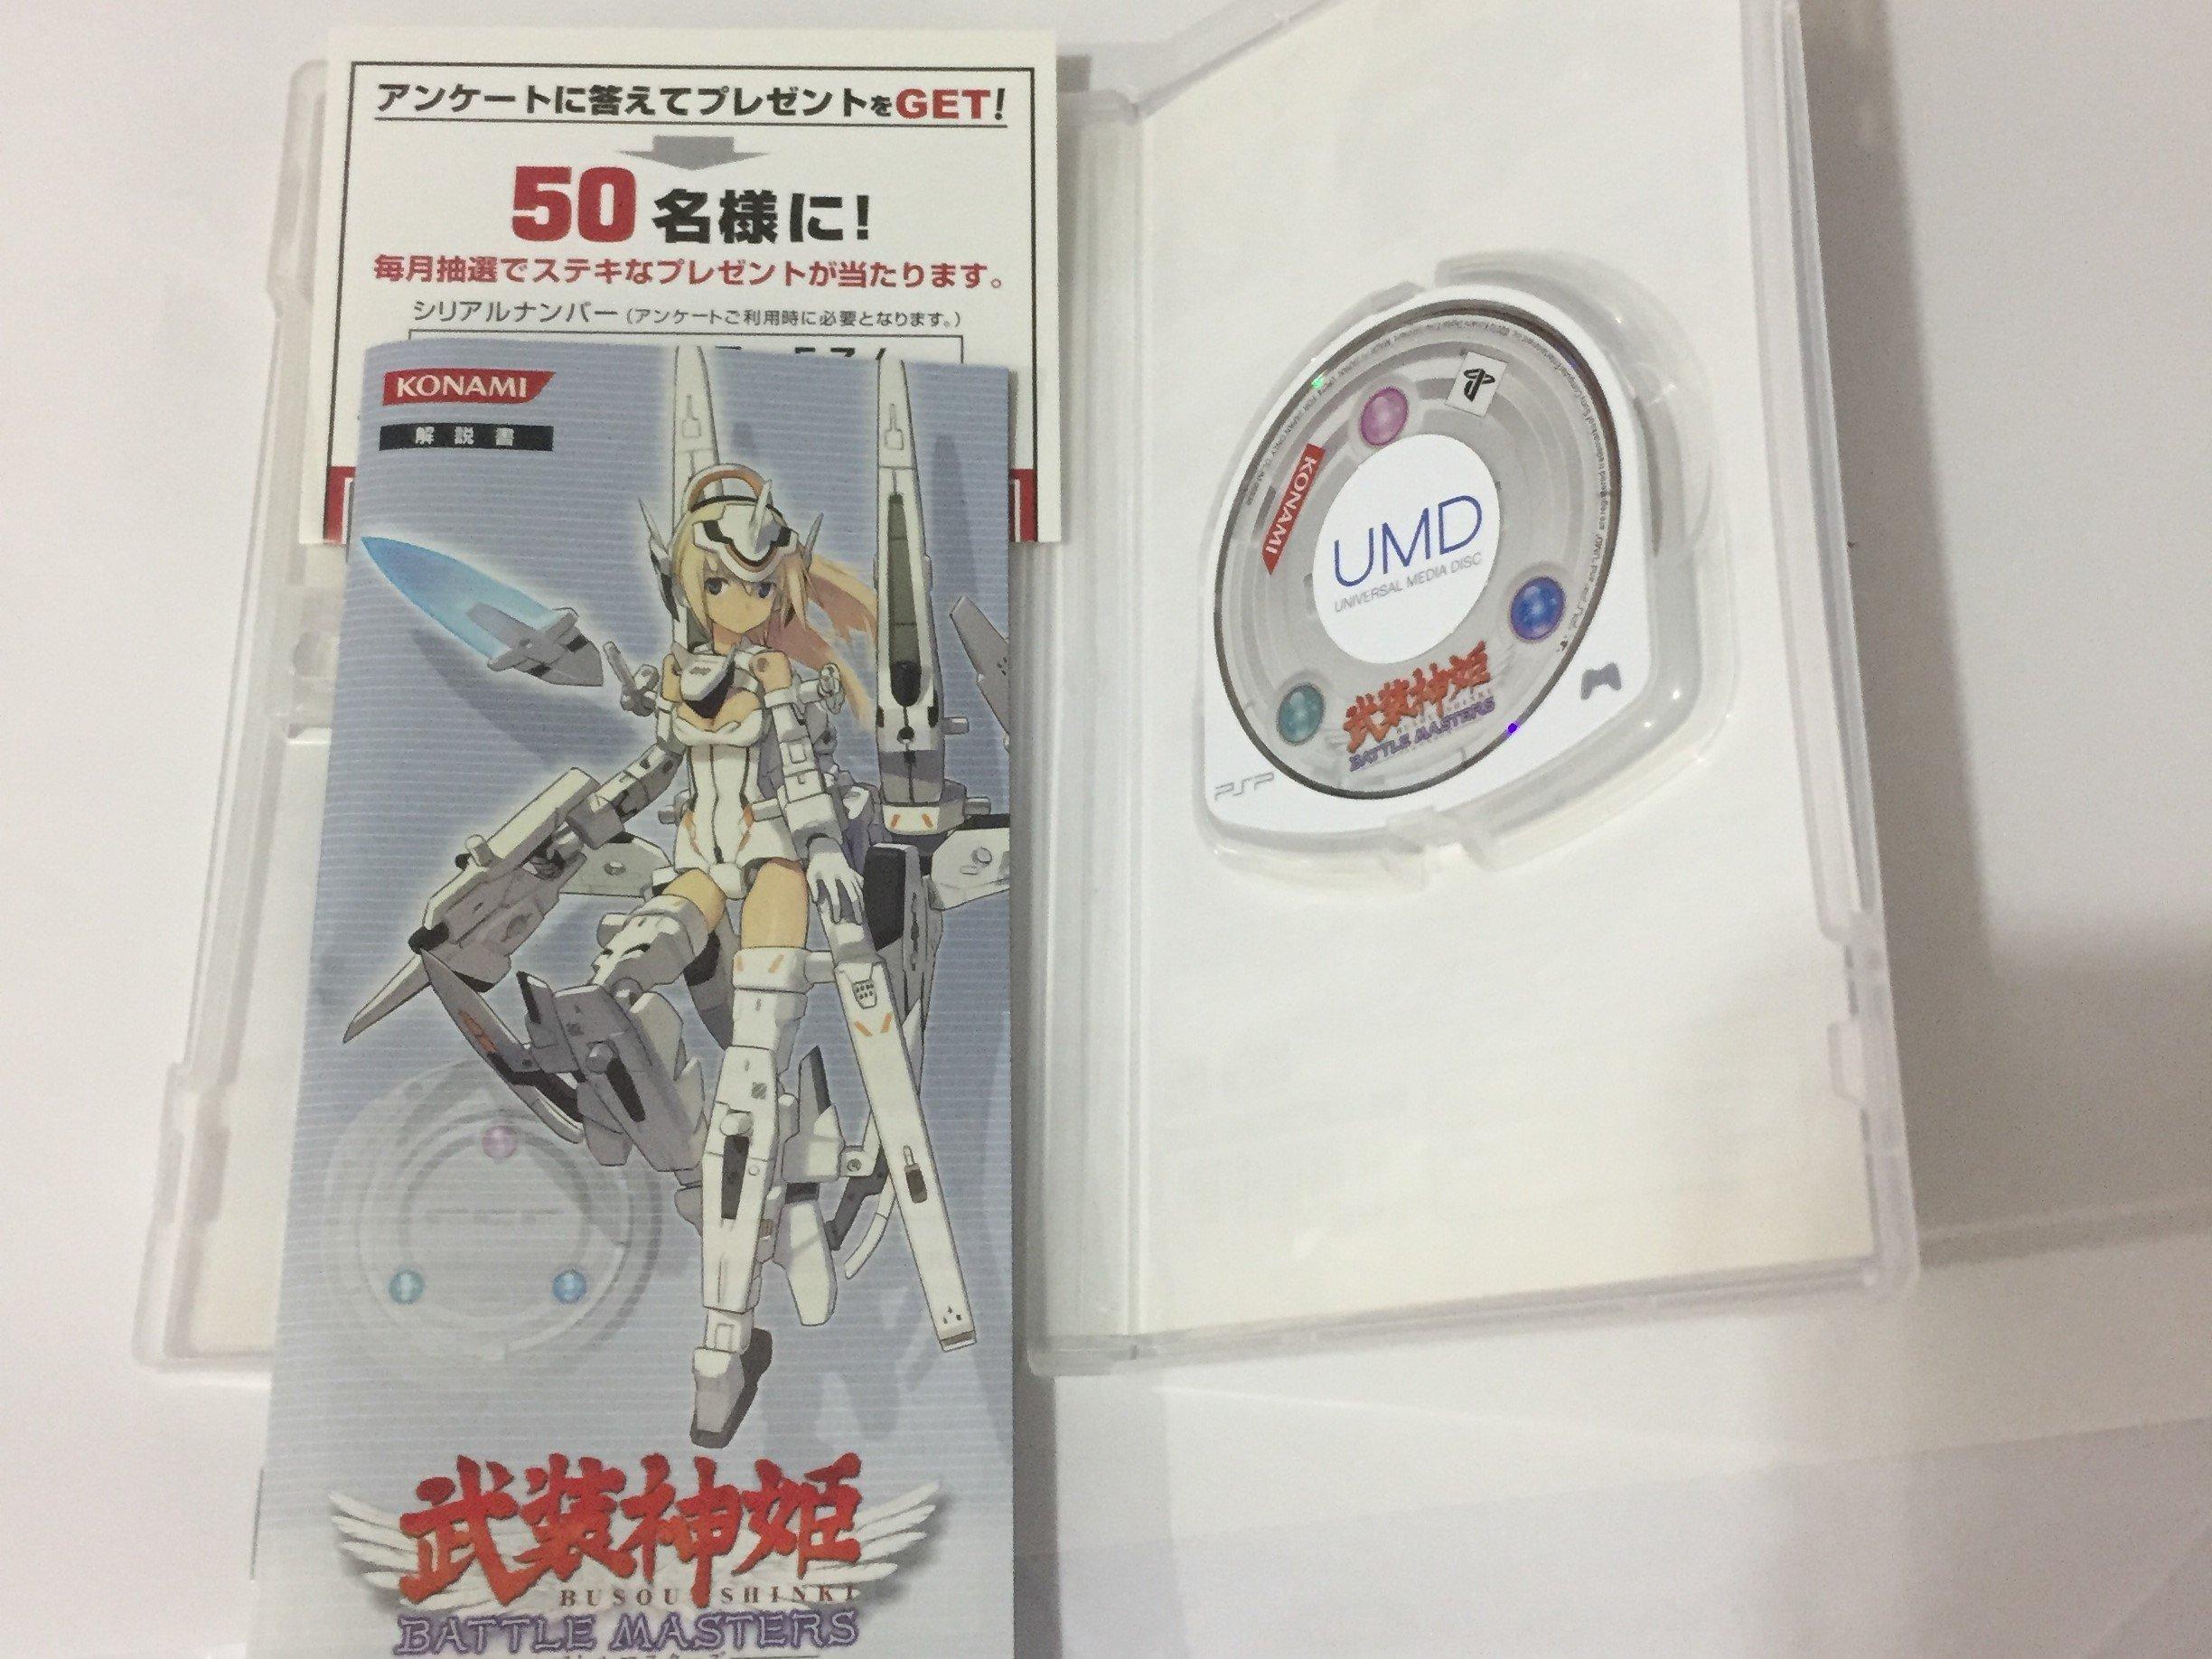 アンケートに答えてプレゼントをGET!
50名様に!
毎月抽選でステキなプレゼントが当たります。
シリアルナンバー(アンケートご利用時に必要となります。)
KONAMI
解説書
武装神姫
BUSOU SHINKI
BATTLE MASTERS
KONAMI
UMD
UNIVERSAL MEDIA DISC
武装神姫
BATTLE MASTERS
PSP